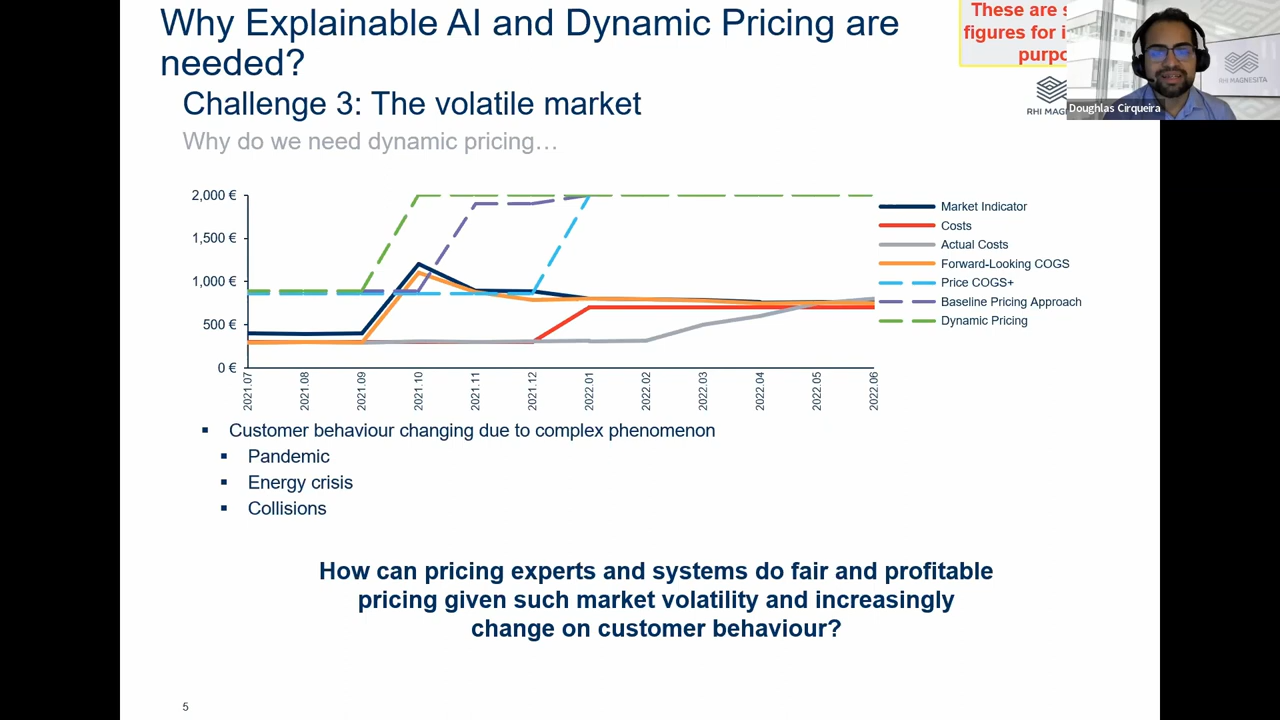 Why Explainable AI and Dynamic Pricing are
needed?
These are
figures for
Challenge 3: The volatile market
Why do we need dynamic pricing…
RHI MAG
Doughlas Cirqueira
RHI MAGNESITA
2,000 €
1,500 €
1,000 €
500 €
0 €
2021.07
2021.08
2021.09
2021.10
2021.11
2021.12
2022.01
2022.02
2022.03
2022.04
2022.05
2022.06
Market Indicator
Costs
Actual Costs
Forward-Looking COGS
Price COGS+
Baseline Pricing Approach
Dynamic Pricing
▪ Customer behaviour changing due to complex phenomenon
▪ Pandemic
▪ Energy crisis
▪ Collisions
How can pricing experts and systems do fair and profitable
pricing given such market volatility and increasingly
change on customer behaviour?
5